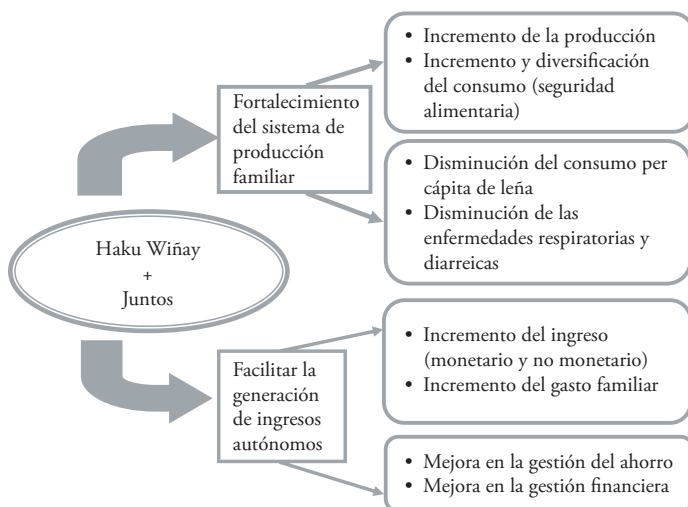 Haku Wiñay
+
Juntos
Fortalecimiento
del sistema de
producción
familiar
• Incremento de la producción
• Incremento y diversificación
del consumo (seguridad
alimentaria)
• Disminución del consumo per
cápita de leña
• Disminución de las
enfermedades respiratorias y
diarreicas
Facilitar la
generación
de ingresos
autónomos
• Incremento del ingreso
(monetario y no monetario)
• Incremento del gasto familiar
• Mejora en la gestión del ahorro
• Mejora en la gestión financiera